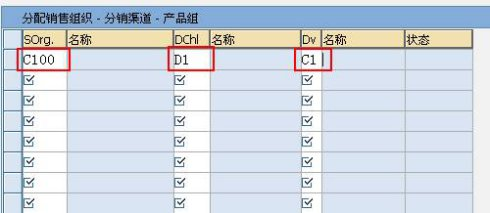 分配销售组织 - 分销渠道 - 产品组
SOrg. 名称 DChl 名称 Dv 名称 状态
C100 D1 C1